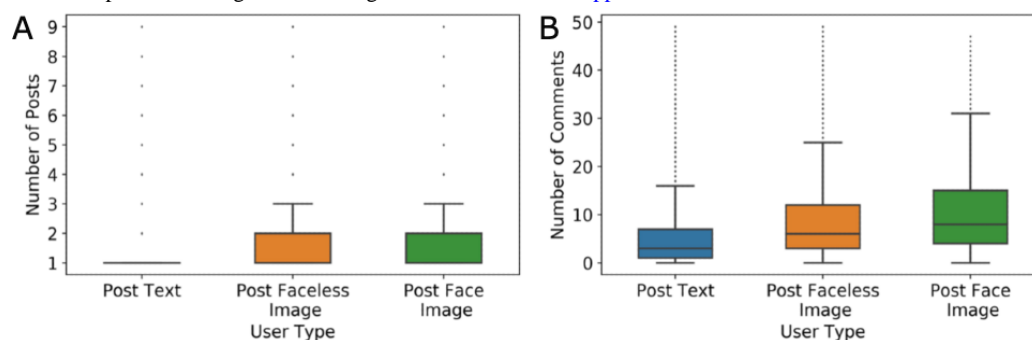 A
9
8
7
6
5
4
3
2
1
Number of Posts
Post Text
Post Faceless
Image
Post Face
Image
User Type
B
50
40
30
20
10
0
Number of Comments
Post Text
Post Faceless
Image
Post Face
Image
User Type